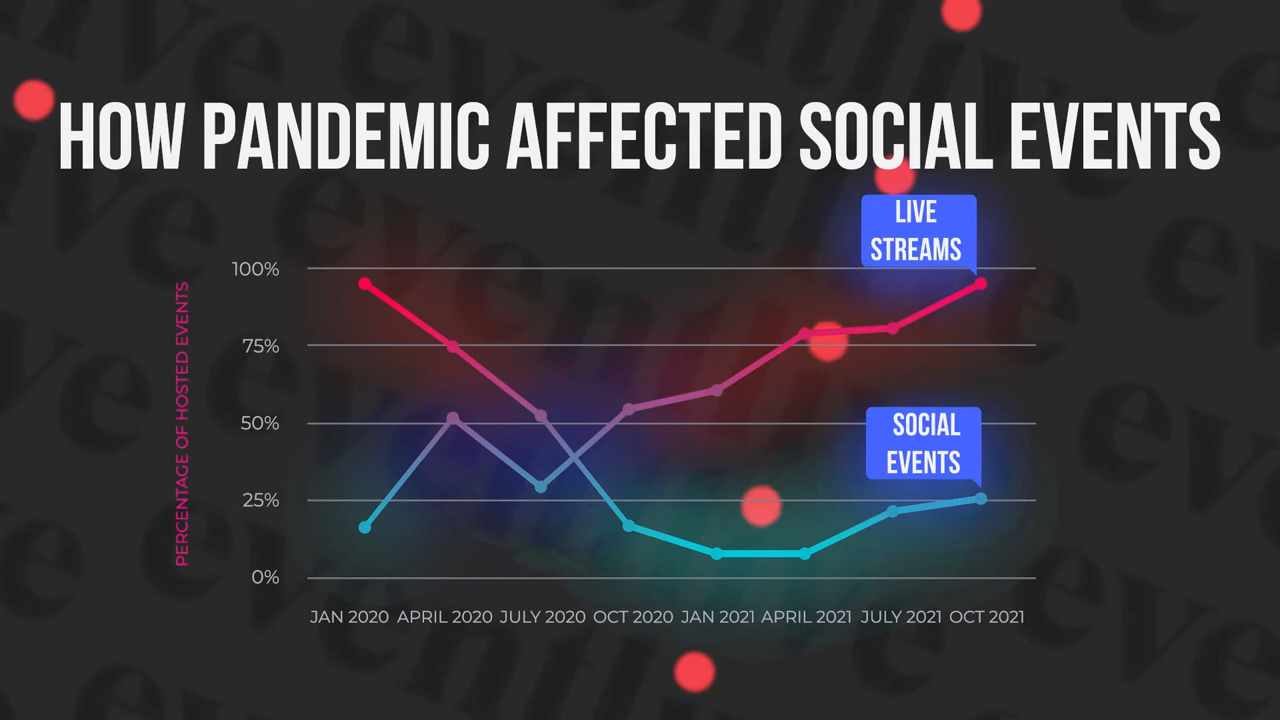 HOW PANDEMIC AFFECTED SOCIAL EVENTS
LIVE
STREAMS
100%
75%
50%
25%
0%
PERCENTAGE OF HOSTED EVENTS
SOCIAL
EVENTS
JAN 2020 APRIL 2020 JULY 2020 OCT 2020 JAN 2021 APRIL 2021 JULY 2021 OCT 2021